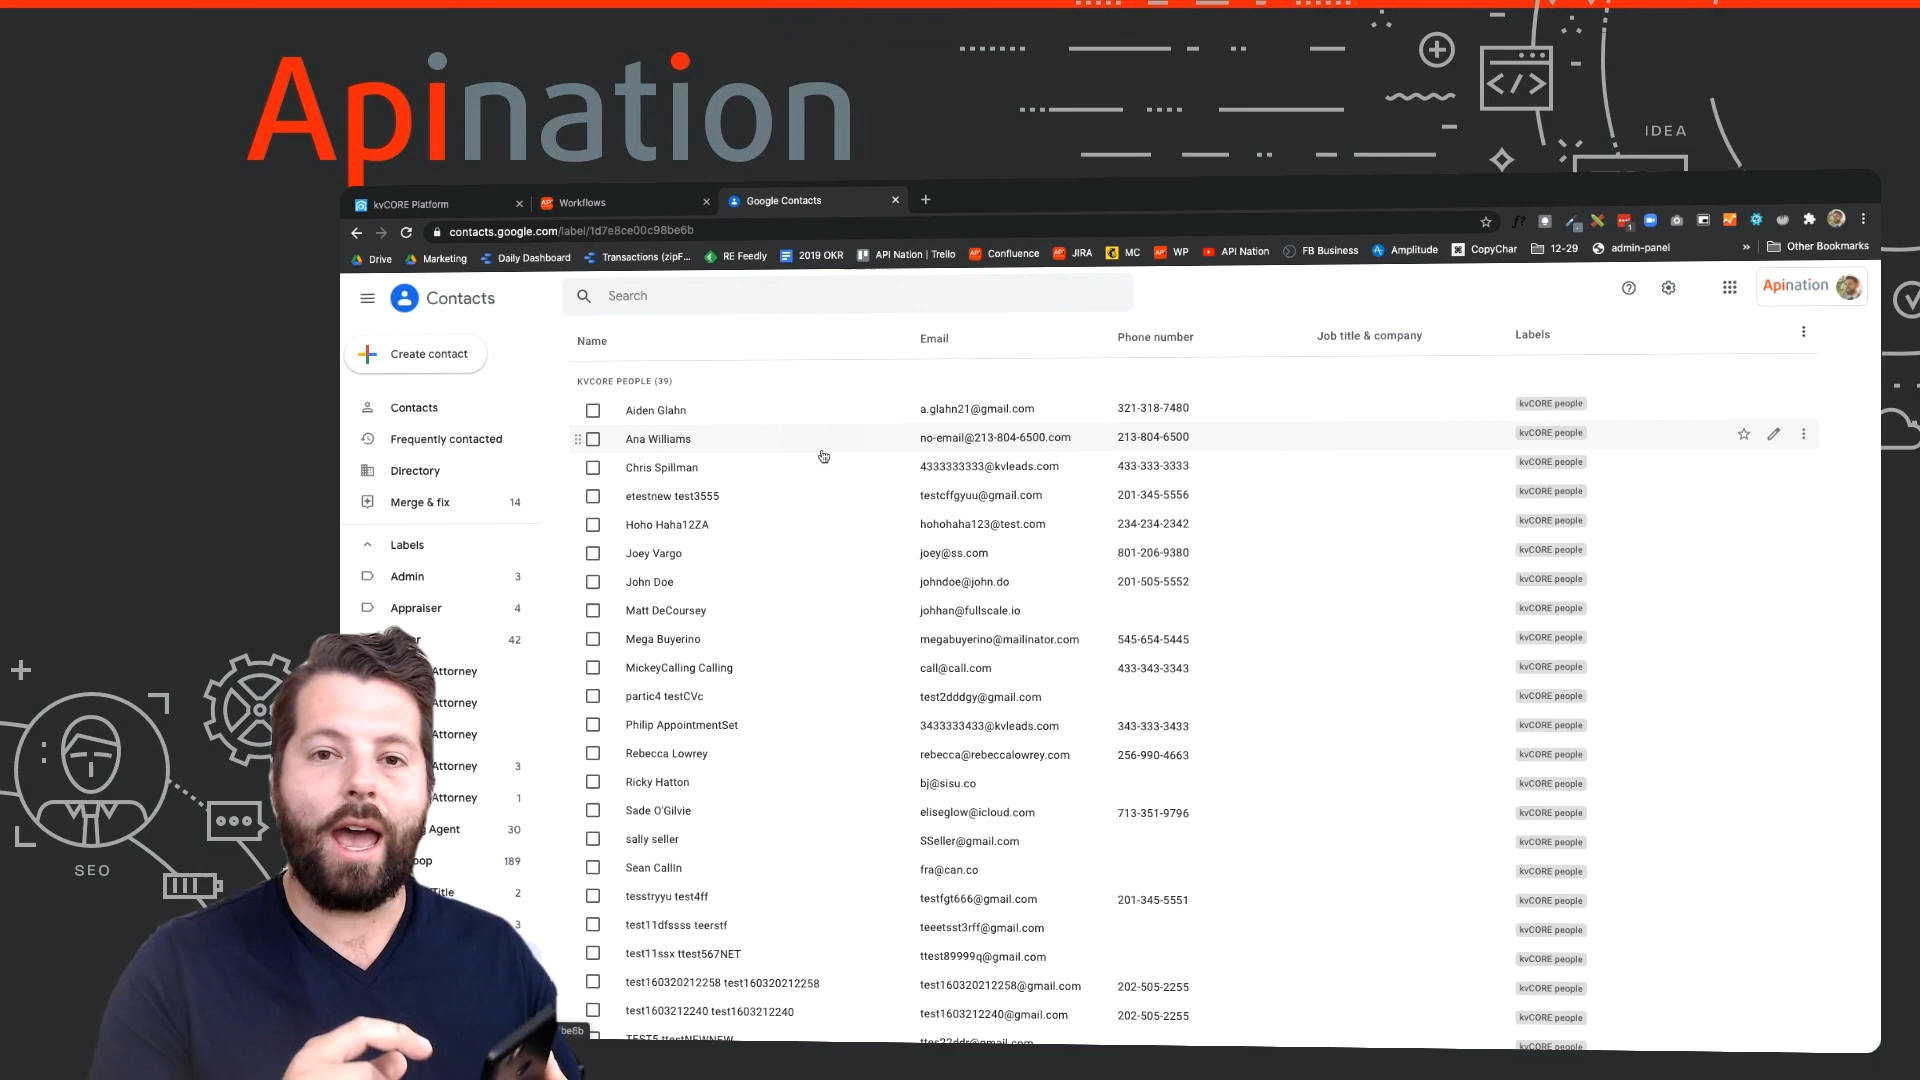 Apination
IDEA
kvCORE Platform
Workflows
Google Contacts
contacts.google.com/label/1d7e8ce00c98be6b
Drive
Marketing
Daily Dashboard
Transactions (zipF...
RE Feedly
2019 OKR
API Nation | Trello
Confluence
JIRA
MC
WP
API Nation
FB Business
Amplitude
CopyChar
12-29
admin-panel
»
Other Bookmarks
Contacts
Search
Apination
Create contact
Contacts
Frequently contacted
Directory
Merge & fix 14
Labels
Admin 3
Appraiser 4
42
Attorney
Attorney
Attorney
Attorney 3
Attorney 1
Agent 30
oop 189
Title 2
3
Name Email Phone number Job title & company Labels
KVCORE PEOPLE (39)
Aiden Glahn a.glahn21@gmail.com 321-318-7480 kvCORE people
Ana Williams no-email@213-804-6500.com 213-804-6500 kvCORE people
Chris Spillman 4333333333@kvleads.com 433-333-3333 kvCORE people
etestnew test3555 testcffgyuu@gmail.com 201-345-5556 kvCORE people
Hoho Haha12ZA hohohaha123@test.com 234-234-2342 kvCORE people
Joey Vargo joey@ss.com 801-206-9380 kvCORE people
John Doe johndoe@john.do 201-505-5552 kvCORE people
Matt DeCoursey johhan@fullscale.io kvCORE people
Mega Buyerino megabuyerino@mailinator.com 545-654-5445 kvCORE people
MickeyCalling Calling call@call.com 433-343-3343 kvCORE people
partic4 testCVc test2dddgy@gmail.com kvCORE people
Philip AppointmentSet 3433333433@kvleads.com 343-333-3433 kvCORE people
Rebecca Lowrey rebecca@rebeccalowrey.com 256-990-4663 kvCORE people
Ricky Hatton bj@sisu.co kvCORE people
Sade O'Gilvie eliseglow@icloud.com 713-351-9796 kvCORE people
sally seller SSeller@gmail.com kvCORE people
Sean Callin fra@can.co kvCORE people
tesstryyu test4ff testfgt666@gmail.com 201-345-5551 kvCORE people
test11dfssss teerstf teeetsst3rff@gmail.com kvCORE people
test11ssx ttest567NET ttest89999q@gmail.com kvCORE people
test160320212258 test160320212258 test160320212258@gmail.com 202-505-2255 kvCORE people
test1603212240 test1603212240 test1603212240@gmail.com 202-505-2255 kvCORE people
TEST5 ttestNEWNEW ttes22ddr@gmail.com kvCORE people
be6b
SEO